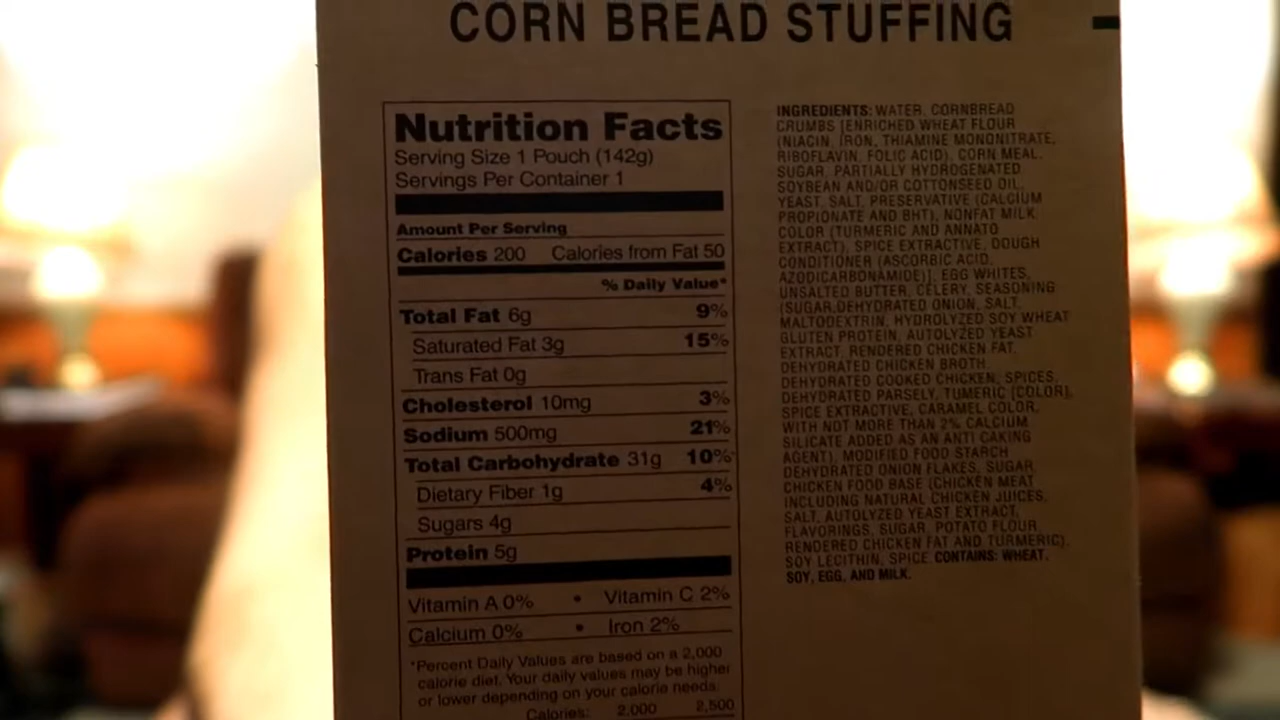 CORN BREAD STUFFING
Nutrition Facts
Serving Size 1 Pouch (142g)
Servings Per Container 1
Amount Per Serving
Calories 200 Calories from Fat 50
% Daily Value*
Total Fat 6g 9%
Saturated Fat 3g 15%
Trans Fat 0g
Cholesterol 10mg 3%
Sodium 500mg 21%
Total Carbohydrate 31g 10%
Dietary Fiber 1g 4%
Sugars 4g
Protein 5g
Vitamin A 0% • Vitamin C 2%
Calcium 0% • Iron 2%
*Percent Daily Values are based on a 2,000
calorie diet. Your daily values may be higher
or lower depending on your calorie needs:
Calories: 2,000 2,500
INGREDIENTS: WATER, CORNBREAD
CRUMBS [ENRICHED WHEAT FLOUR
(NIACIN, IRON, THIAMINE MONONITRATE,
RIBOFLAVIN, FOLIC ACID), CORN MEAL,
SUGAR, PARTIALLY HYDROGENATED
SOYBEAN AND/OR COTTONSEED OIL,
YEAST, SALT, PRESERVATIVE (CALCIUM
PROPIONATE AND BHT), NONFAT MILK
COLOR (TURMERIC AND ANNATO
EXTRACT), SPICE EXTRACTIVE, DOUGH
CONDITIONER (ASCORBIC ACID,
AZODICARBONAMIDE)], EGG WHITES,
UNSALTED BUTTER, CELERY, SEASONING
(SUGAR,DEHYDRATED ONION, SALT,
MALTODEXTRIN, HYDROLYZED SOY WHEAT
GLUTEN PROTEIN, AUTOLYZED YEAST
EXTRACT, RENDERED CHICKEN FAT,
DEHYDRATED CHICKEN BROTH
DEHYDRATED COOKED CHICKEN, SPICES,
DEHYDRATED PARSELY, TUMERIC [COLOR],
SPICE EXTRACTIVE, CARAMEL COLOR,
WITH NOT MORE THAN 2% CALCIUM
SILICATE ADDED AS AN ANTI CAKING
AGENT), MODIFIED FOOD STARCH
DEHYDRATED ONION FLAKES, SUGAR,
CHICKEN FOOD BASE (CHICKEN MEAT
INCLUDING NATURAL CHICKEN JUICES,
SALT, AUTOLYZED YEAST EXTRACT,
FLAVORINGS, SUGAR, POTATO FLOUR,
RENDERED CHICKEN FAT AND TURMERIC),
SOY LECITHIN, SPICE CONTAINS: WHEAT,
SOY, EGG, AND MILK.